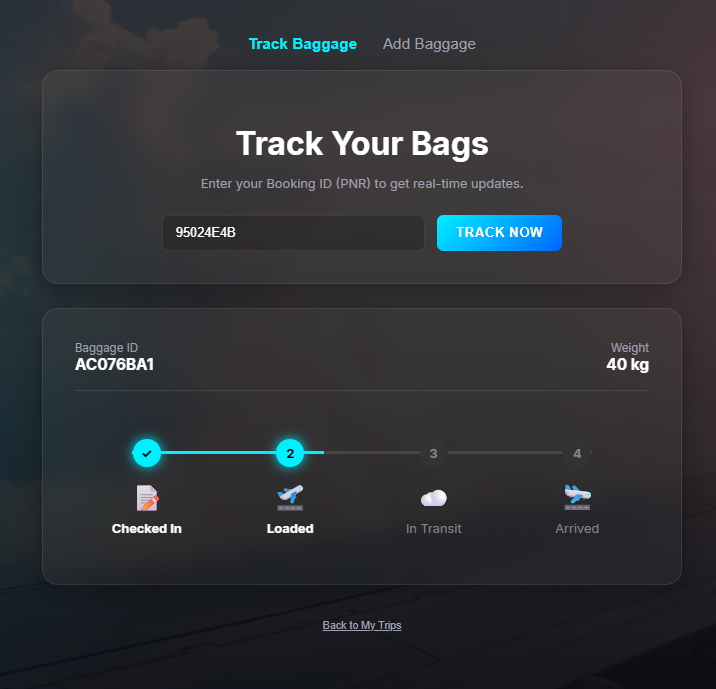 Track Baggage Add Baggage
Track Your Bags
Enter your Booking ID (PNR) to get real-time updates.
95024E4B TRACK NOW
Baggage ID Weight
AC076BA1 40 kg
✓ 2 3 4
Checked In Loaded In Transit Arrived
Back to My Trips